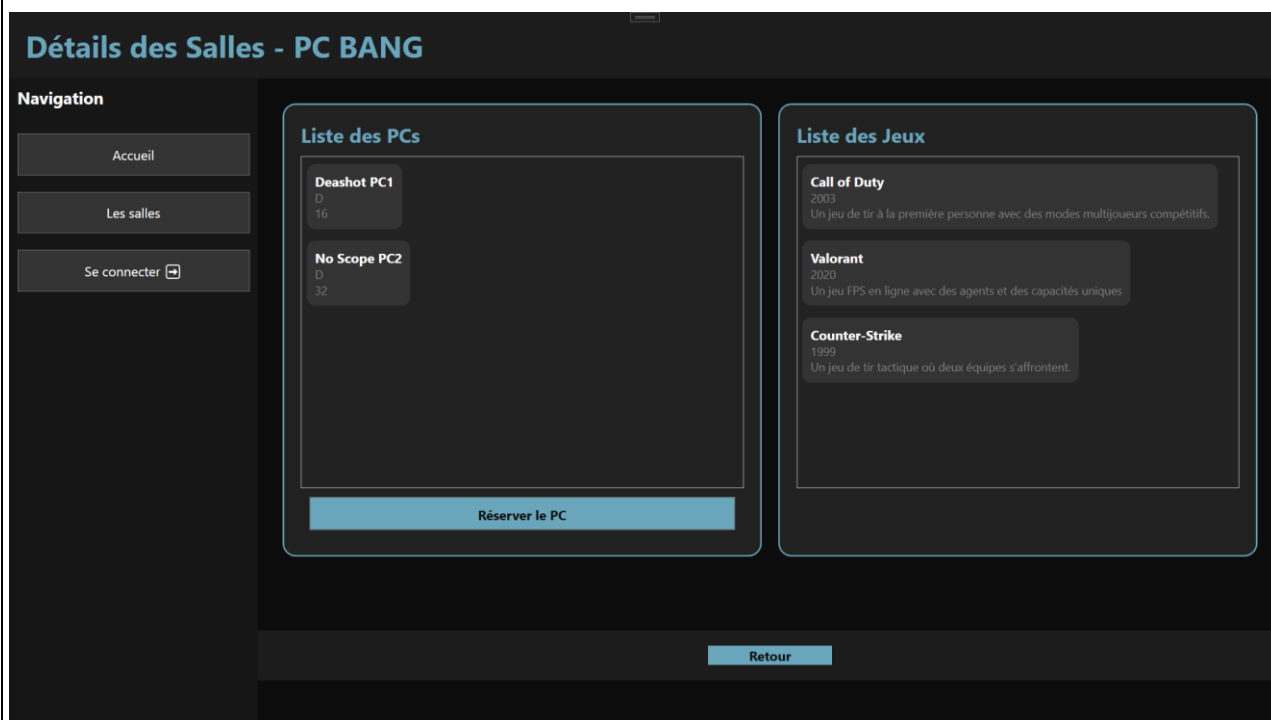 Détails des Salles - PC BANG
Navigation
Accueil
Les salles
Se connecter
Liste des PCs
Deashot PC1
D
16
No Scope PC2
D
32
Réserver le PC
Liste des Jeux
Call of Duty
2003
Un jeu de tir à la première personne avec des modes multijoueurs compétitifs.
Valorant
2020
Un jeu FPS en ligne avec des agents et des capacités uniques
Counter-Strike
1999
Un jeu de tir tactique où deux équipes s'affrontent.
Retour